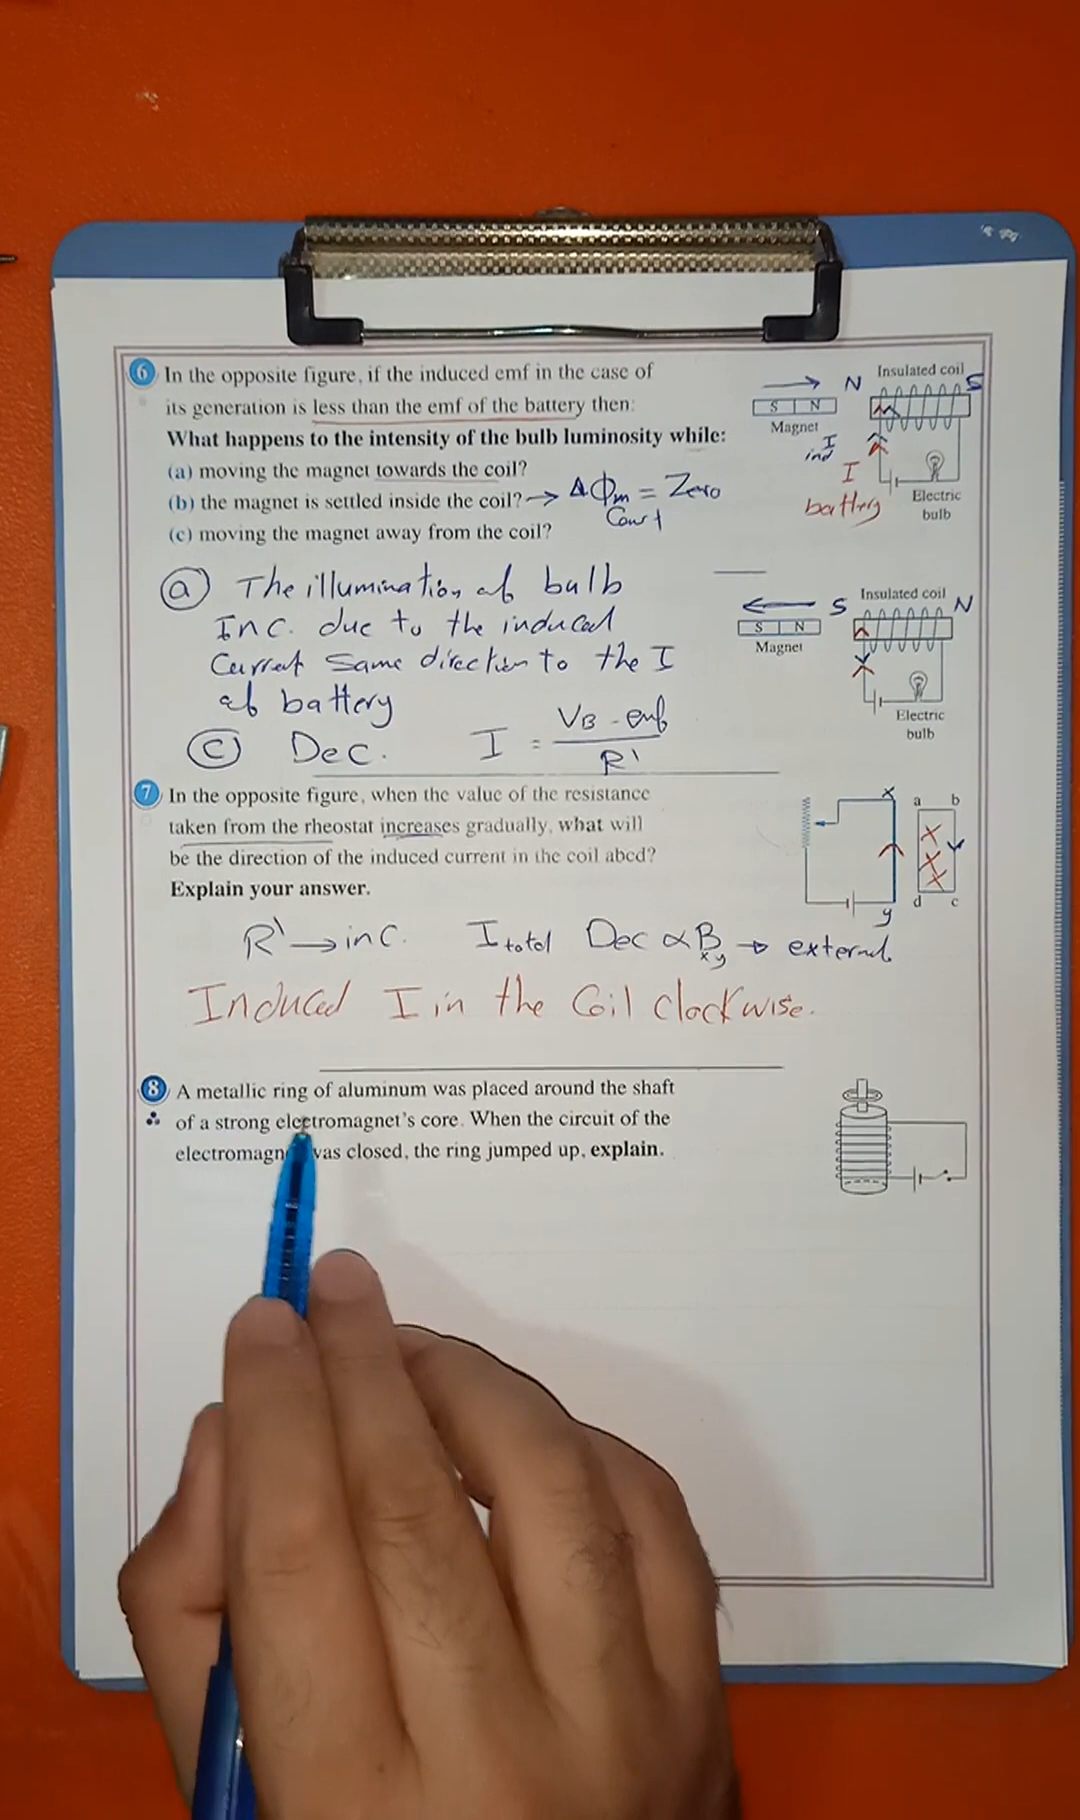 6 In the opposite figure, if the induced emf in the case of
its generation is less than the emf of the battery then:
What happens to the intensity of the bulb luminosity while:
(a) moving the magnet towards the coil?
(b) the magnet is settled inside the coil? → ΔΦm = Zero
Const
(c) moving the magnet away from the coil?
Insulated coil
N
S
S N
Magnet
I
ind
I
battery
Electric
bulb
(a) The illumination of bulb
Inc. due to the induced
Current same direction to the I
of battery
(c) Dec. I = VB - emf / R'
Insulated coil
S
N
S N
Magnet
Electric
bulb
7 In the opposite figure, when the value of the resistance
taken from the rheostat increases gradually, what will
be the direction of the induced current in the coil abcd?
Explain your answer.
x
a b
d c
y
R' → inc. I total Dec ∝ B xy → external
Induced I in the Coil clockwise.
8 A metallic ring of aluminum was placed around the shaft
of a strong electromagnet's core. When the circuit of the
was closed, the ring jumped up, explain.